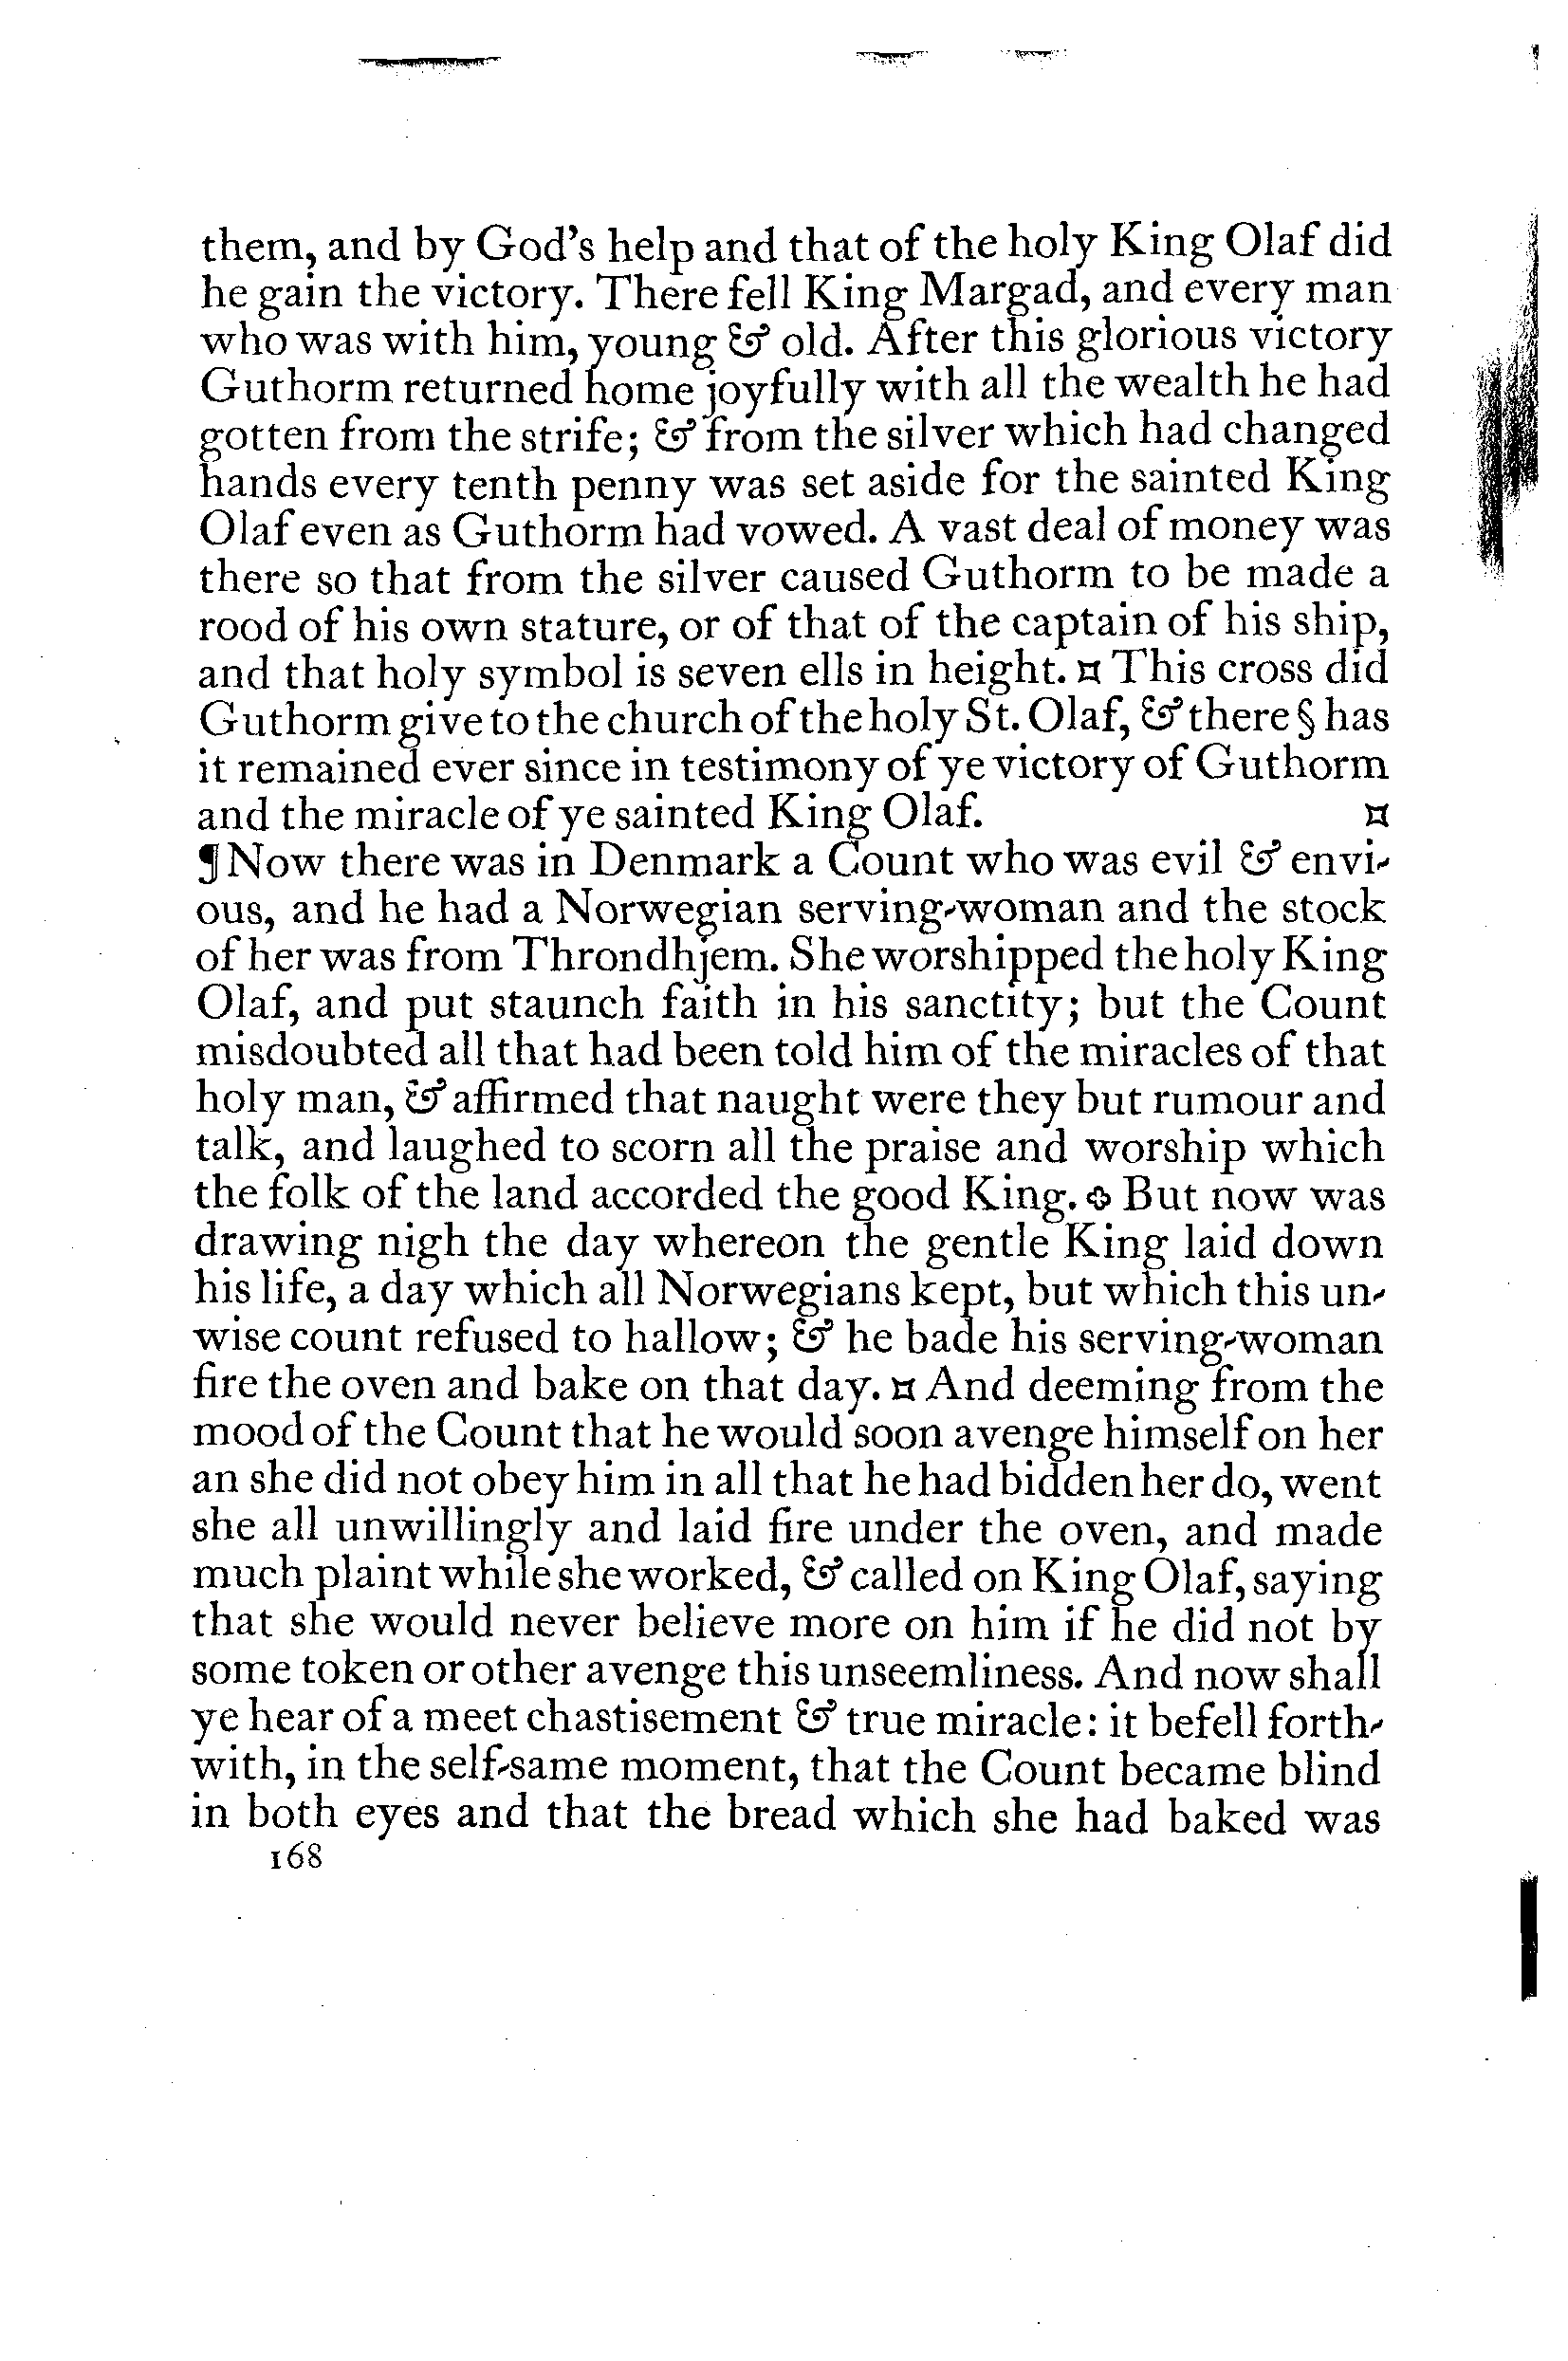 them, and by God's help and that of the holy King Olaf did
he gain the victory. There fell King Margad, and every man
who was with him, young & old. After this glorious victory
Guthorm returned home joyfully with all the wealth he had
gotten from the strife; & from the silver which had changed
hands every tenth penny was set aside for the sainted King
Olaf even as Guthorm had vowed. A vast deal of money was
there so that from the silver caused Guthorm to be made a
rood of his own stature, or of that of the captain of his ship,
and that holy symbol is seven ells in height. ¤ This cross did
Guthorm give to the church of the holy St. Olaf, & there § has
it remained ever since in testimony of ye victory of Guthorm
and the miracle of ye sainted King Olaf. ¤
¶ Now there was in Denmark a Count who was evil & envi-
ous, and he had a Norwegian serving-woman and the stock
of her was from Throndhjem. She worshipped the holy King
Olaf, and put staunch faith in his sanctity; but the Count
misdoubted all that had been told him of the miracles of that
holy man, & affirmed that naught were they but rumour and
talk, and laughed to scorn all the praise and worship which
the folk of the land accorded the good King. ✥ But now was
drawing nigh the day whereon the gentle King laid down
his life, a day which all Norwegians kept, but which this un-
wise count refused to hallow; & he bade his serving-woman
fire the oven and bake on that day. ¤ And deeming from the
mood of the Count that he would soon avenge himself on her
an she did not obey him in all that he had bidden her do, went
she all unwillingly and laid fire under the oven, and made
much plaint while she worked, & called on King Olaf, saying
that she would never believe more on him if he did not by
some token or other avenge this unseemliness. And now shall
ye hear of a meet chastisement & true miracle: it befell forth-
with, in the self-same moment, that the Count became blind
in both eyes and that the bread which she had baked was
168